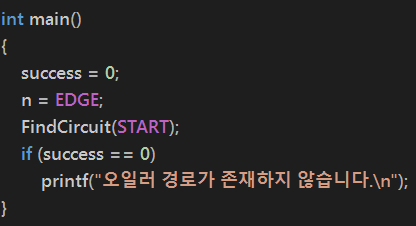 int main()
{
success = 0;
n = EDGE;
FindCircuit(START);
if (success == 0)
printf("오일러 경로가 존재하지 않습니다.\n");
}